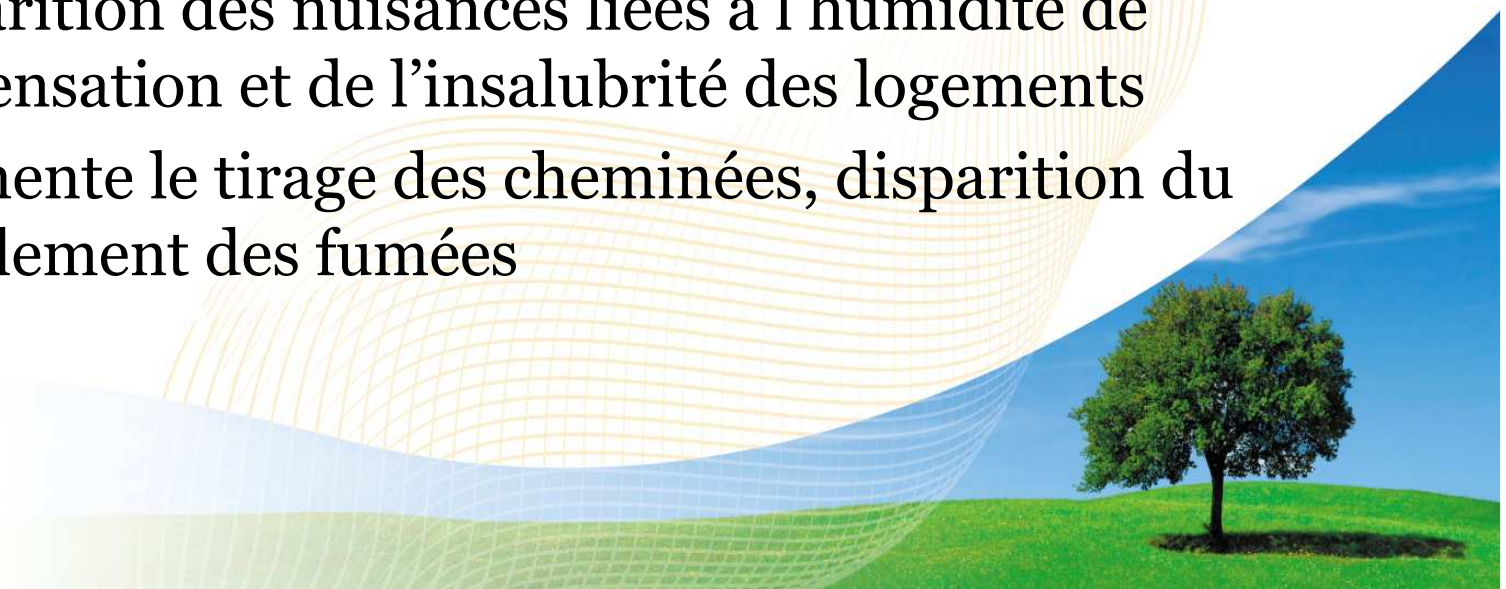 arition des nuisances liées à l'humidité de
ensation et de l’insalubrité des logements
nente le tirage des cheminées, disparition du
lement des fumées